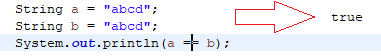 String a = "abcd";
String b = "abcd";
System.out.println(a == b);
true